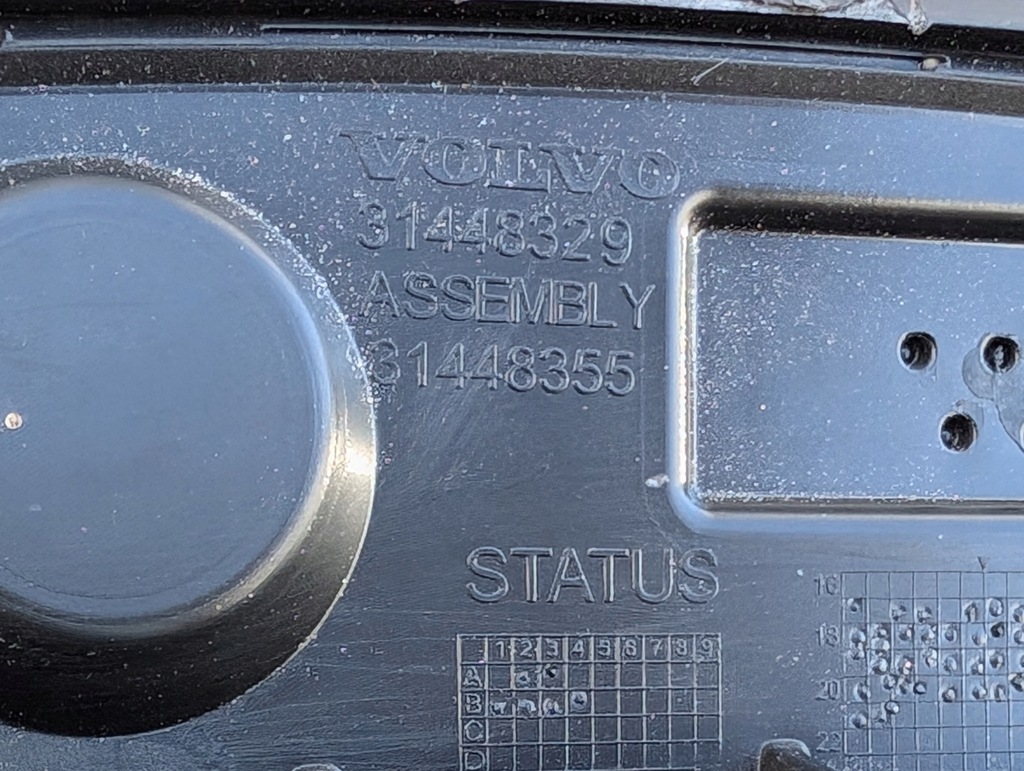 VOLVO
31448329
ASSEMBLY
31448355
STATUS
1 2 3 4 5 6 7 8 9
A
B
C
D
16
18
20
22